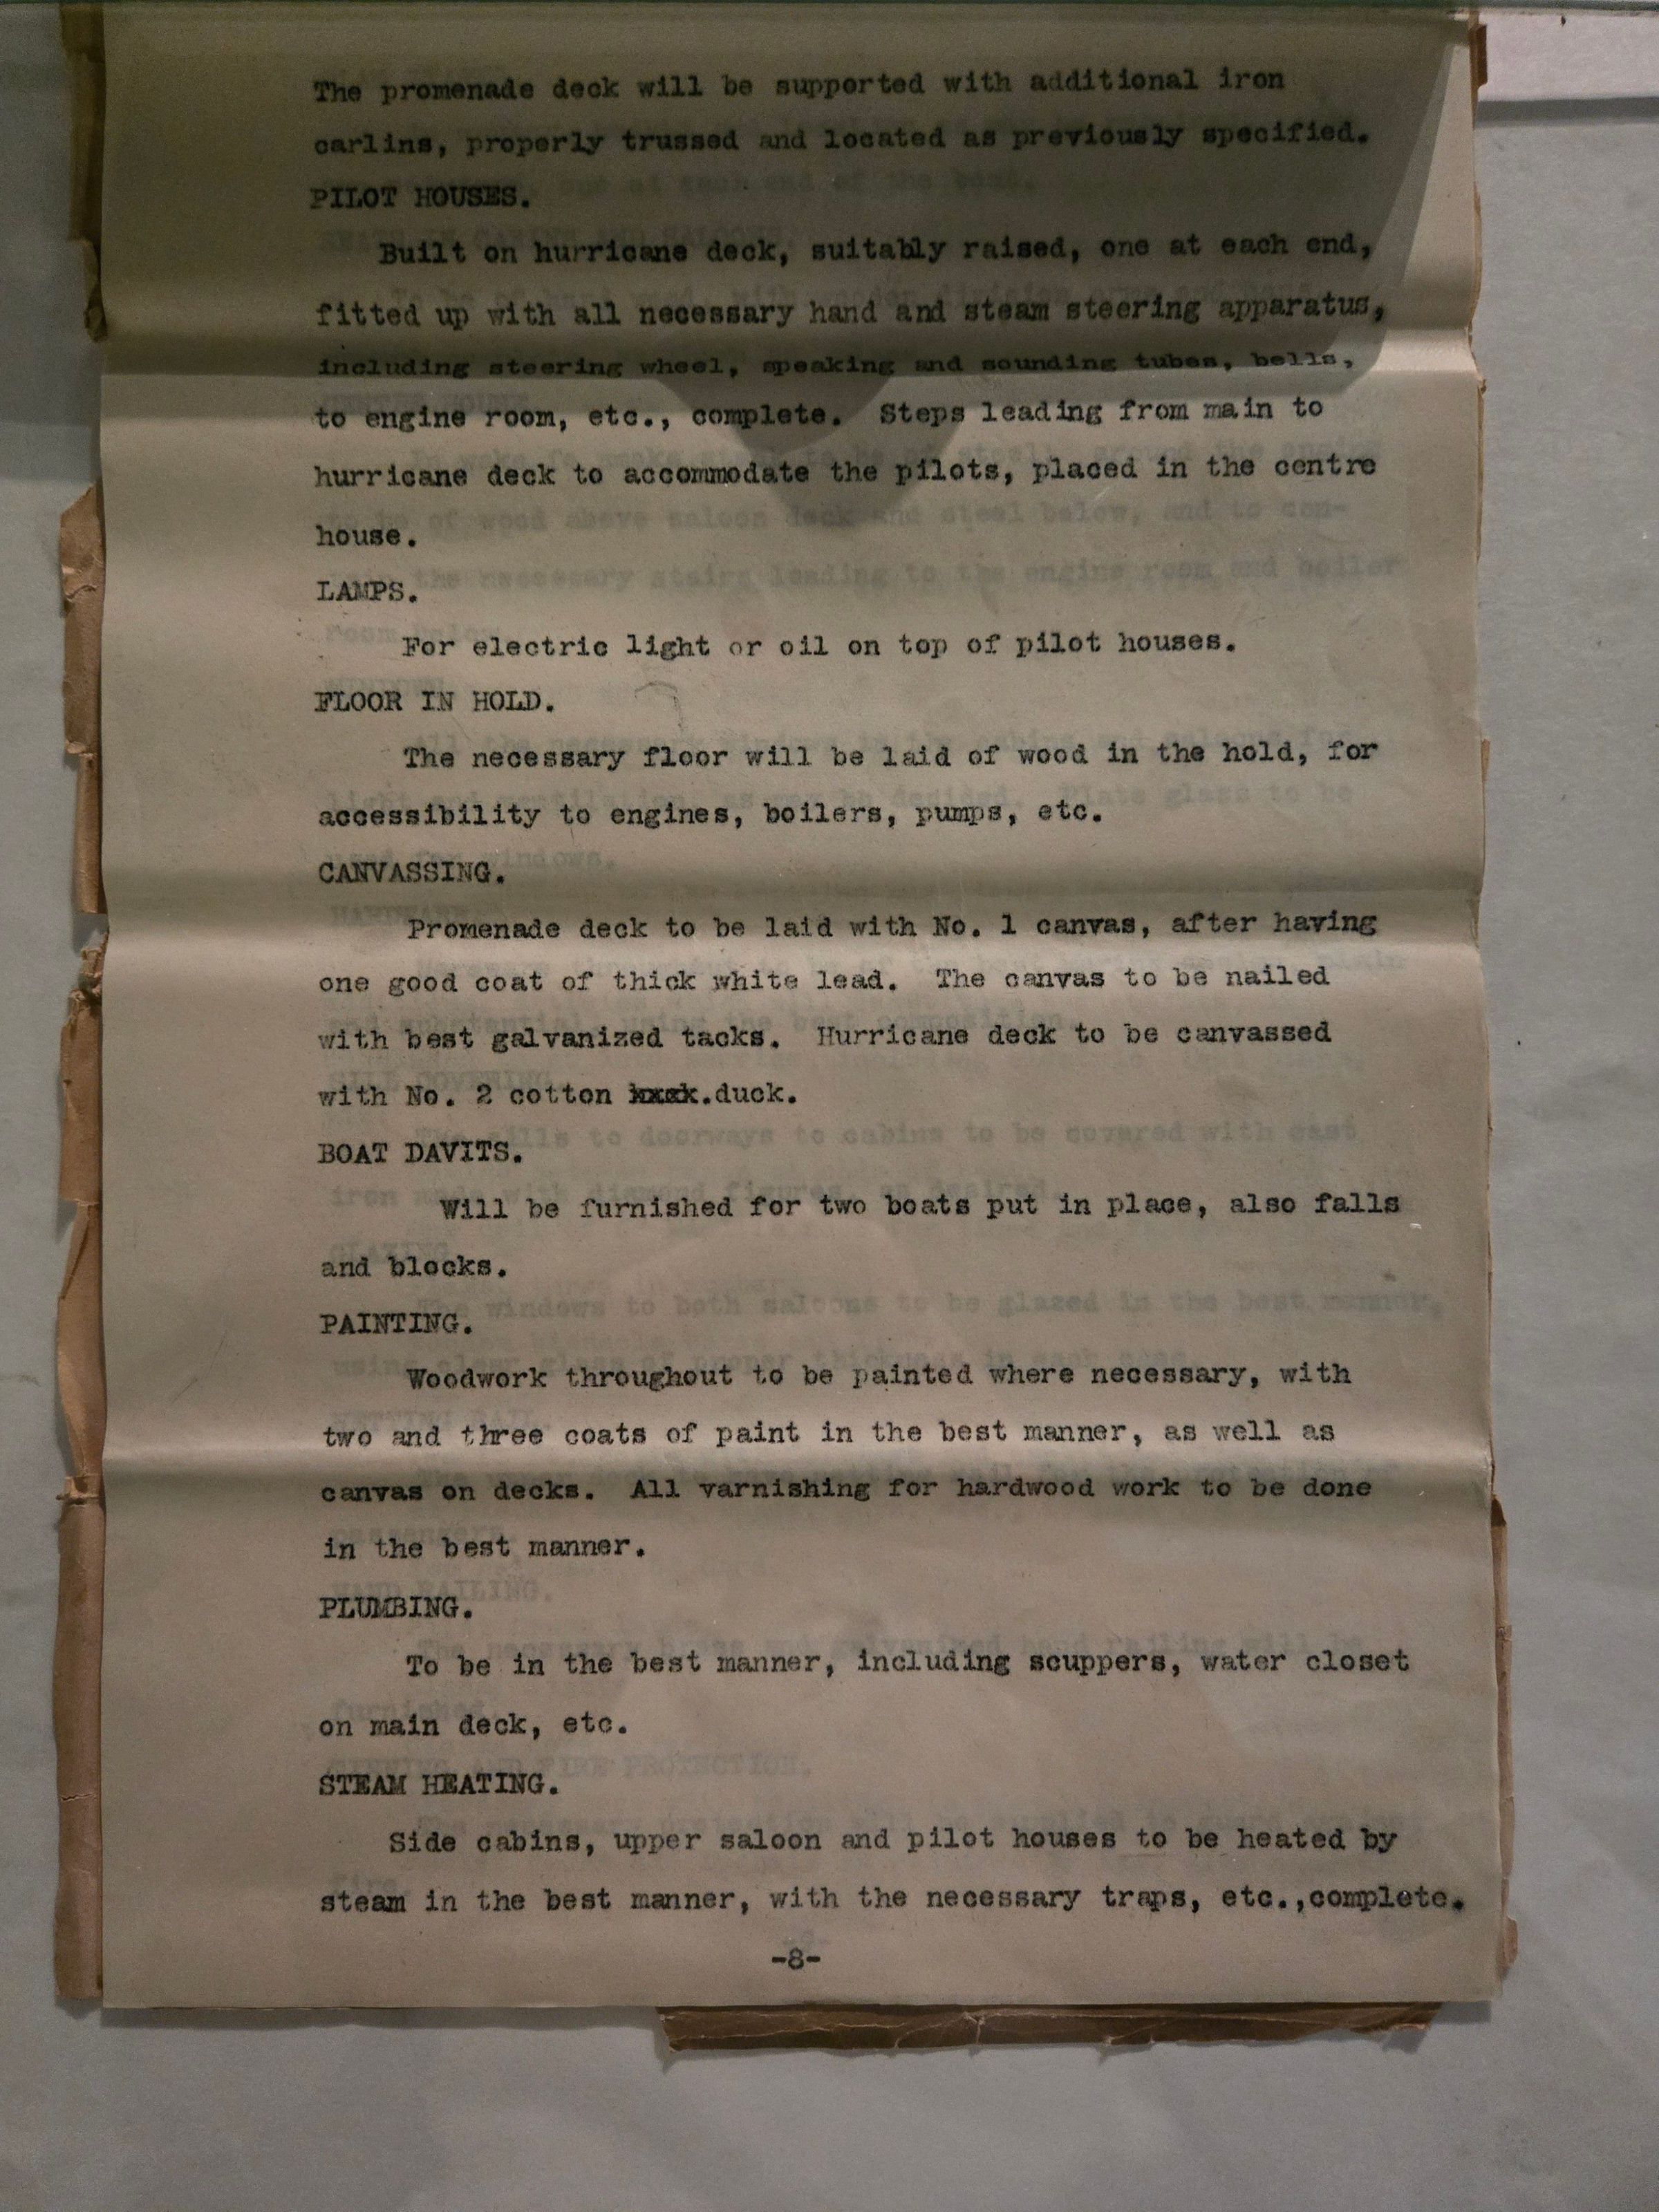 The promenade deck will be supported with additional iron
carlins, properly trussed and located as previously specified.
PILOT HOUSES.
Built on hurricane deck, suitably raised, one at each end,
fitted up with all necessary hand and steam steering apparatus,
including steering wheel, speaking and sounding tubes, bells,
to engine room, etc., complete. Steps leading from main to
hurricane deck to accommodate the pilots, placed in the centre
house.
LAMPS.
For electric light or oil on top of pilot houses.
FLOOR IN HOLD.
The necessary floor will be laid of wood in the hold, for
accessibility to engines, boilers, pumps, etc.
CANVASSING.
Promenade deck to be laid with No. 1 canvas, after having
one good coat of thick white lead. The canvas to be nailed
with best galvanized tacks. Hurricane deck to be canvassed
with No. 2 cotton .duck.
BOAT DAVITS.
Will be furnished for two boats put in place, also falls
and blocks.
PAINTING.
Woodwork throughout to be painted where necessary, with
two and three coats of paint in the best manner, as well as
canvas on decks. All varnishing for hardwood work to be done
in the best manner.
PLUMBING.
To be in the best manner, including scuppers, water closet
on main deck, etc.
STEAM HEATING.
Side cabins, upper saloon and pilot houses to be heated by
steam in the best manner, with the necessary traps, etc.,complete.
-8-